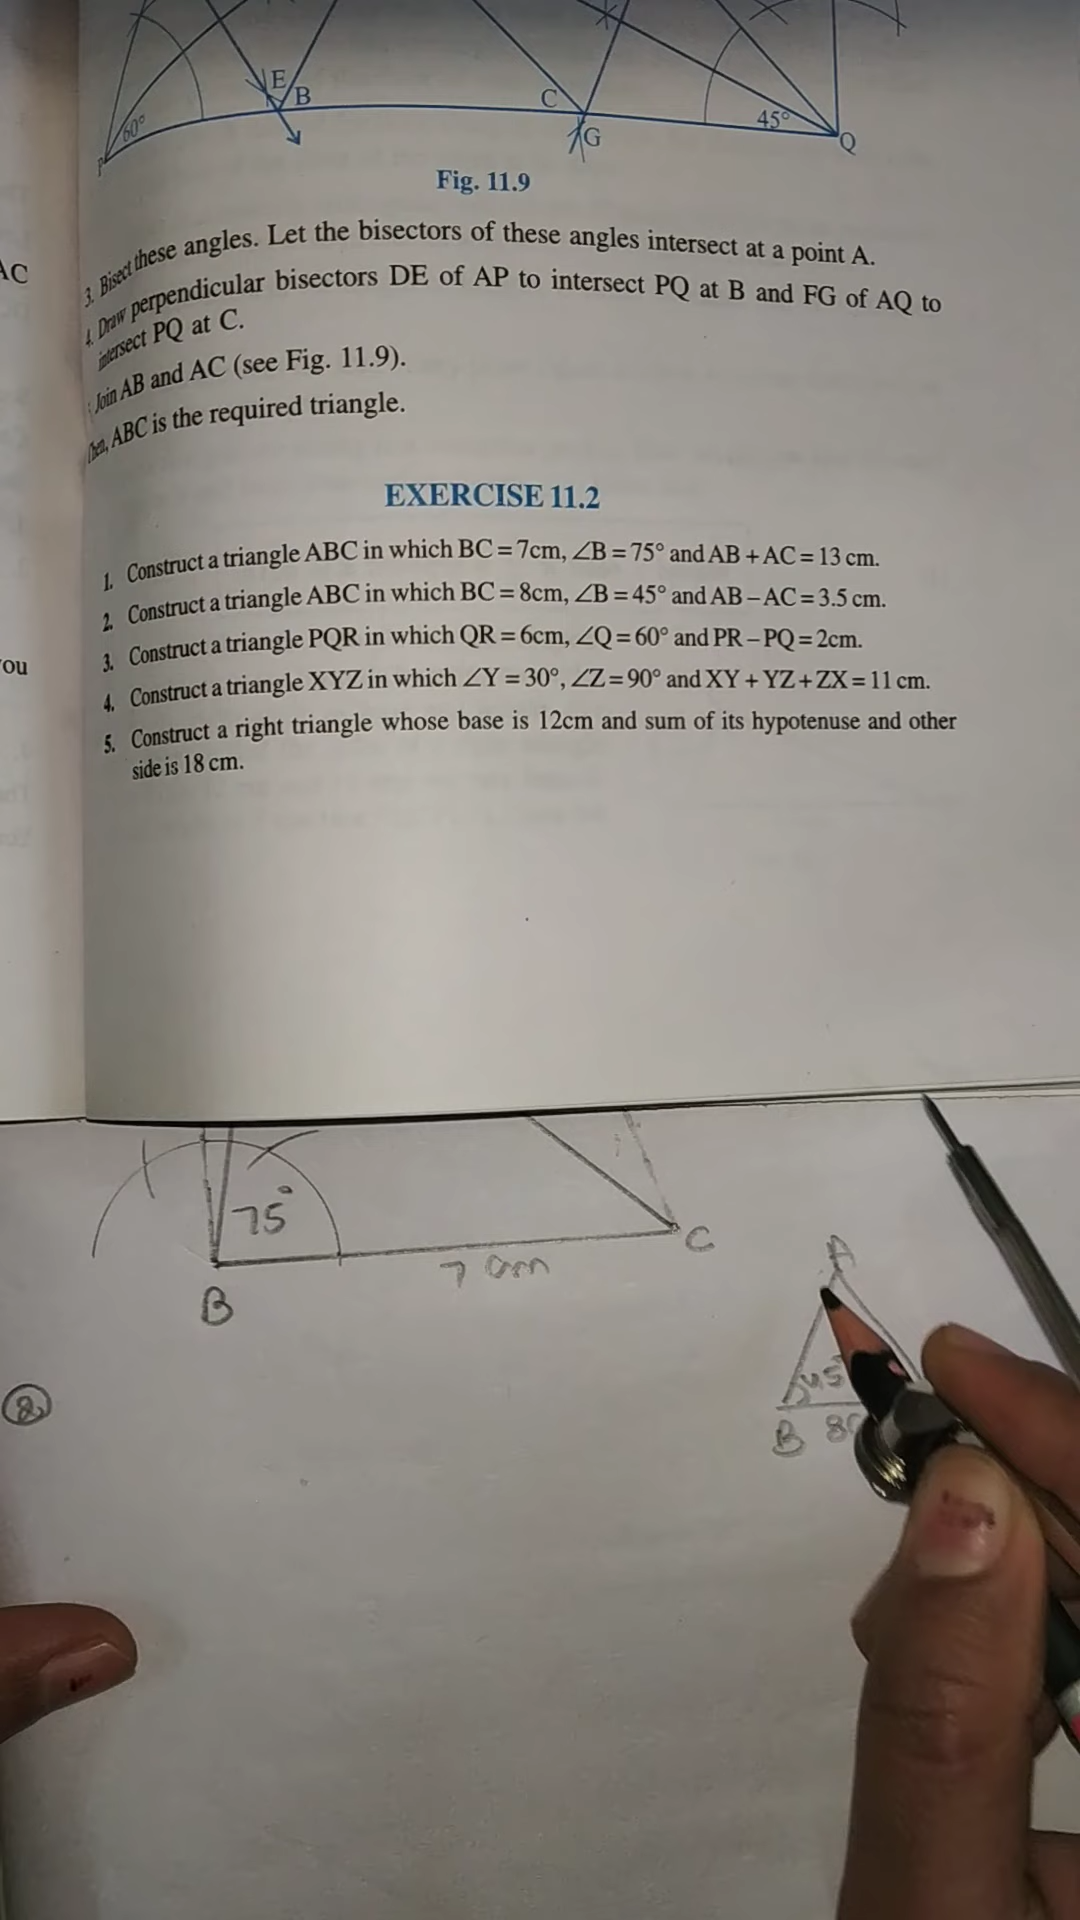 E
B
C
G
60°
45°
Q
P
Fig. 11.9
AC
3. Bisect these angles. Let the bisectors of these angles intersect at a point A.
4. Draw perpendicular bisectors DE of AP to intersect PQ at B and FG of AQ to
intersect PQ at C.
Join AB and AC (see Fig. 11.9).
Then, ABC is the required triangle.
EXERCISE 11.2
1. Construct a triangle ABC in which BC = 7cm, ∠B = 75° and AB + AC = 13 cm.
2. Construct a triangle ABC in which BC = 8cm, ∠B = 45° and AB – AC = 3.5 cm.
3. Construct a triangle PQR in which QR = 6cm, ∠Q = 60° and PR – PQ = 2cm.
ou
4. Construct a triangle XYZ in which ∠Y = 30°, ∠Z = 90° and XY + YZ + ZX = 11 cm.
5. Construct a right triangle whose base is 12cm and sum of its hypotenuse and other
side is 18 cm.
75°
B
7 cm
C
A
45
B 8
2